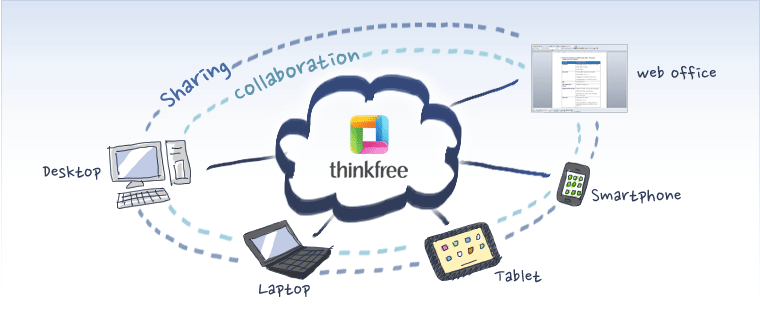 Sharing
collaboration
web office
thinkfree
Desktop
Smartphone
Laptop
Tablet